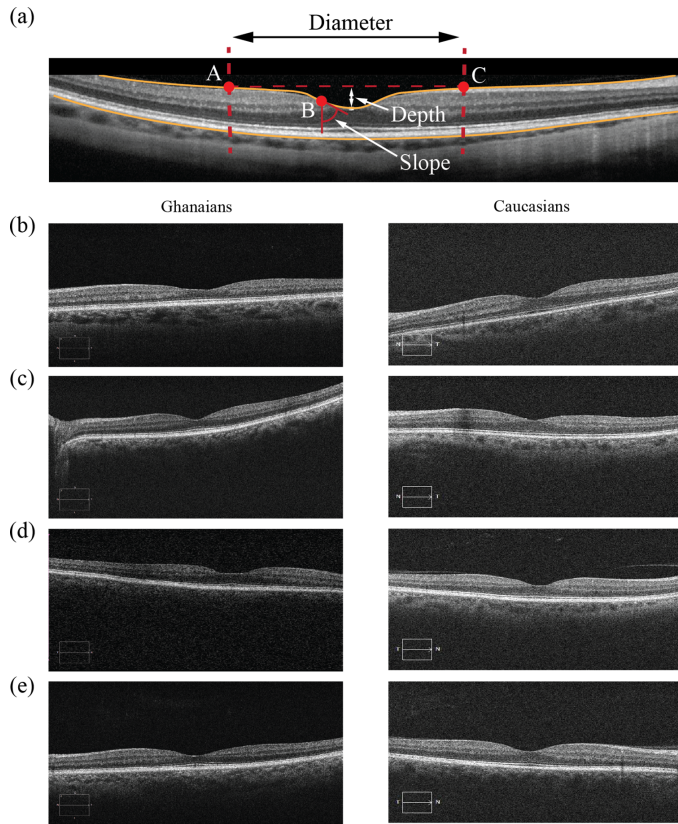 (a)
Diameter
A
C
B
Depth
Slope
Ghanaians
Caucasians
(b)
N
T
(c)
N
T
(d)
T
N
(e)
T
N